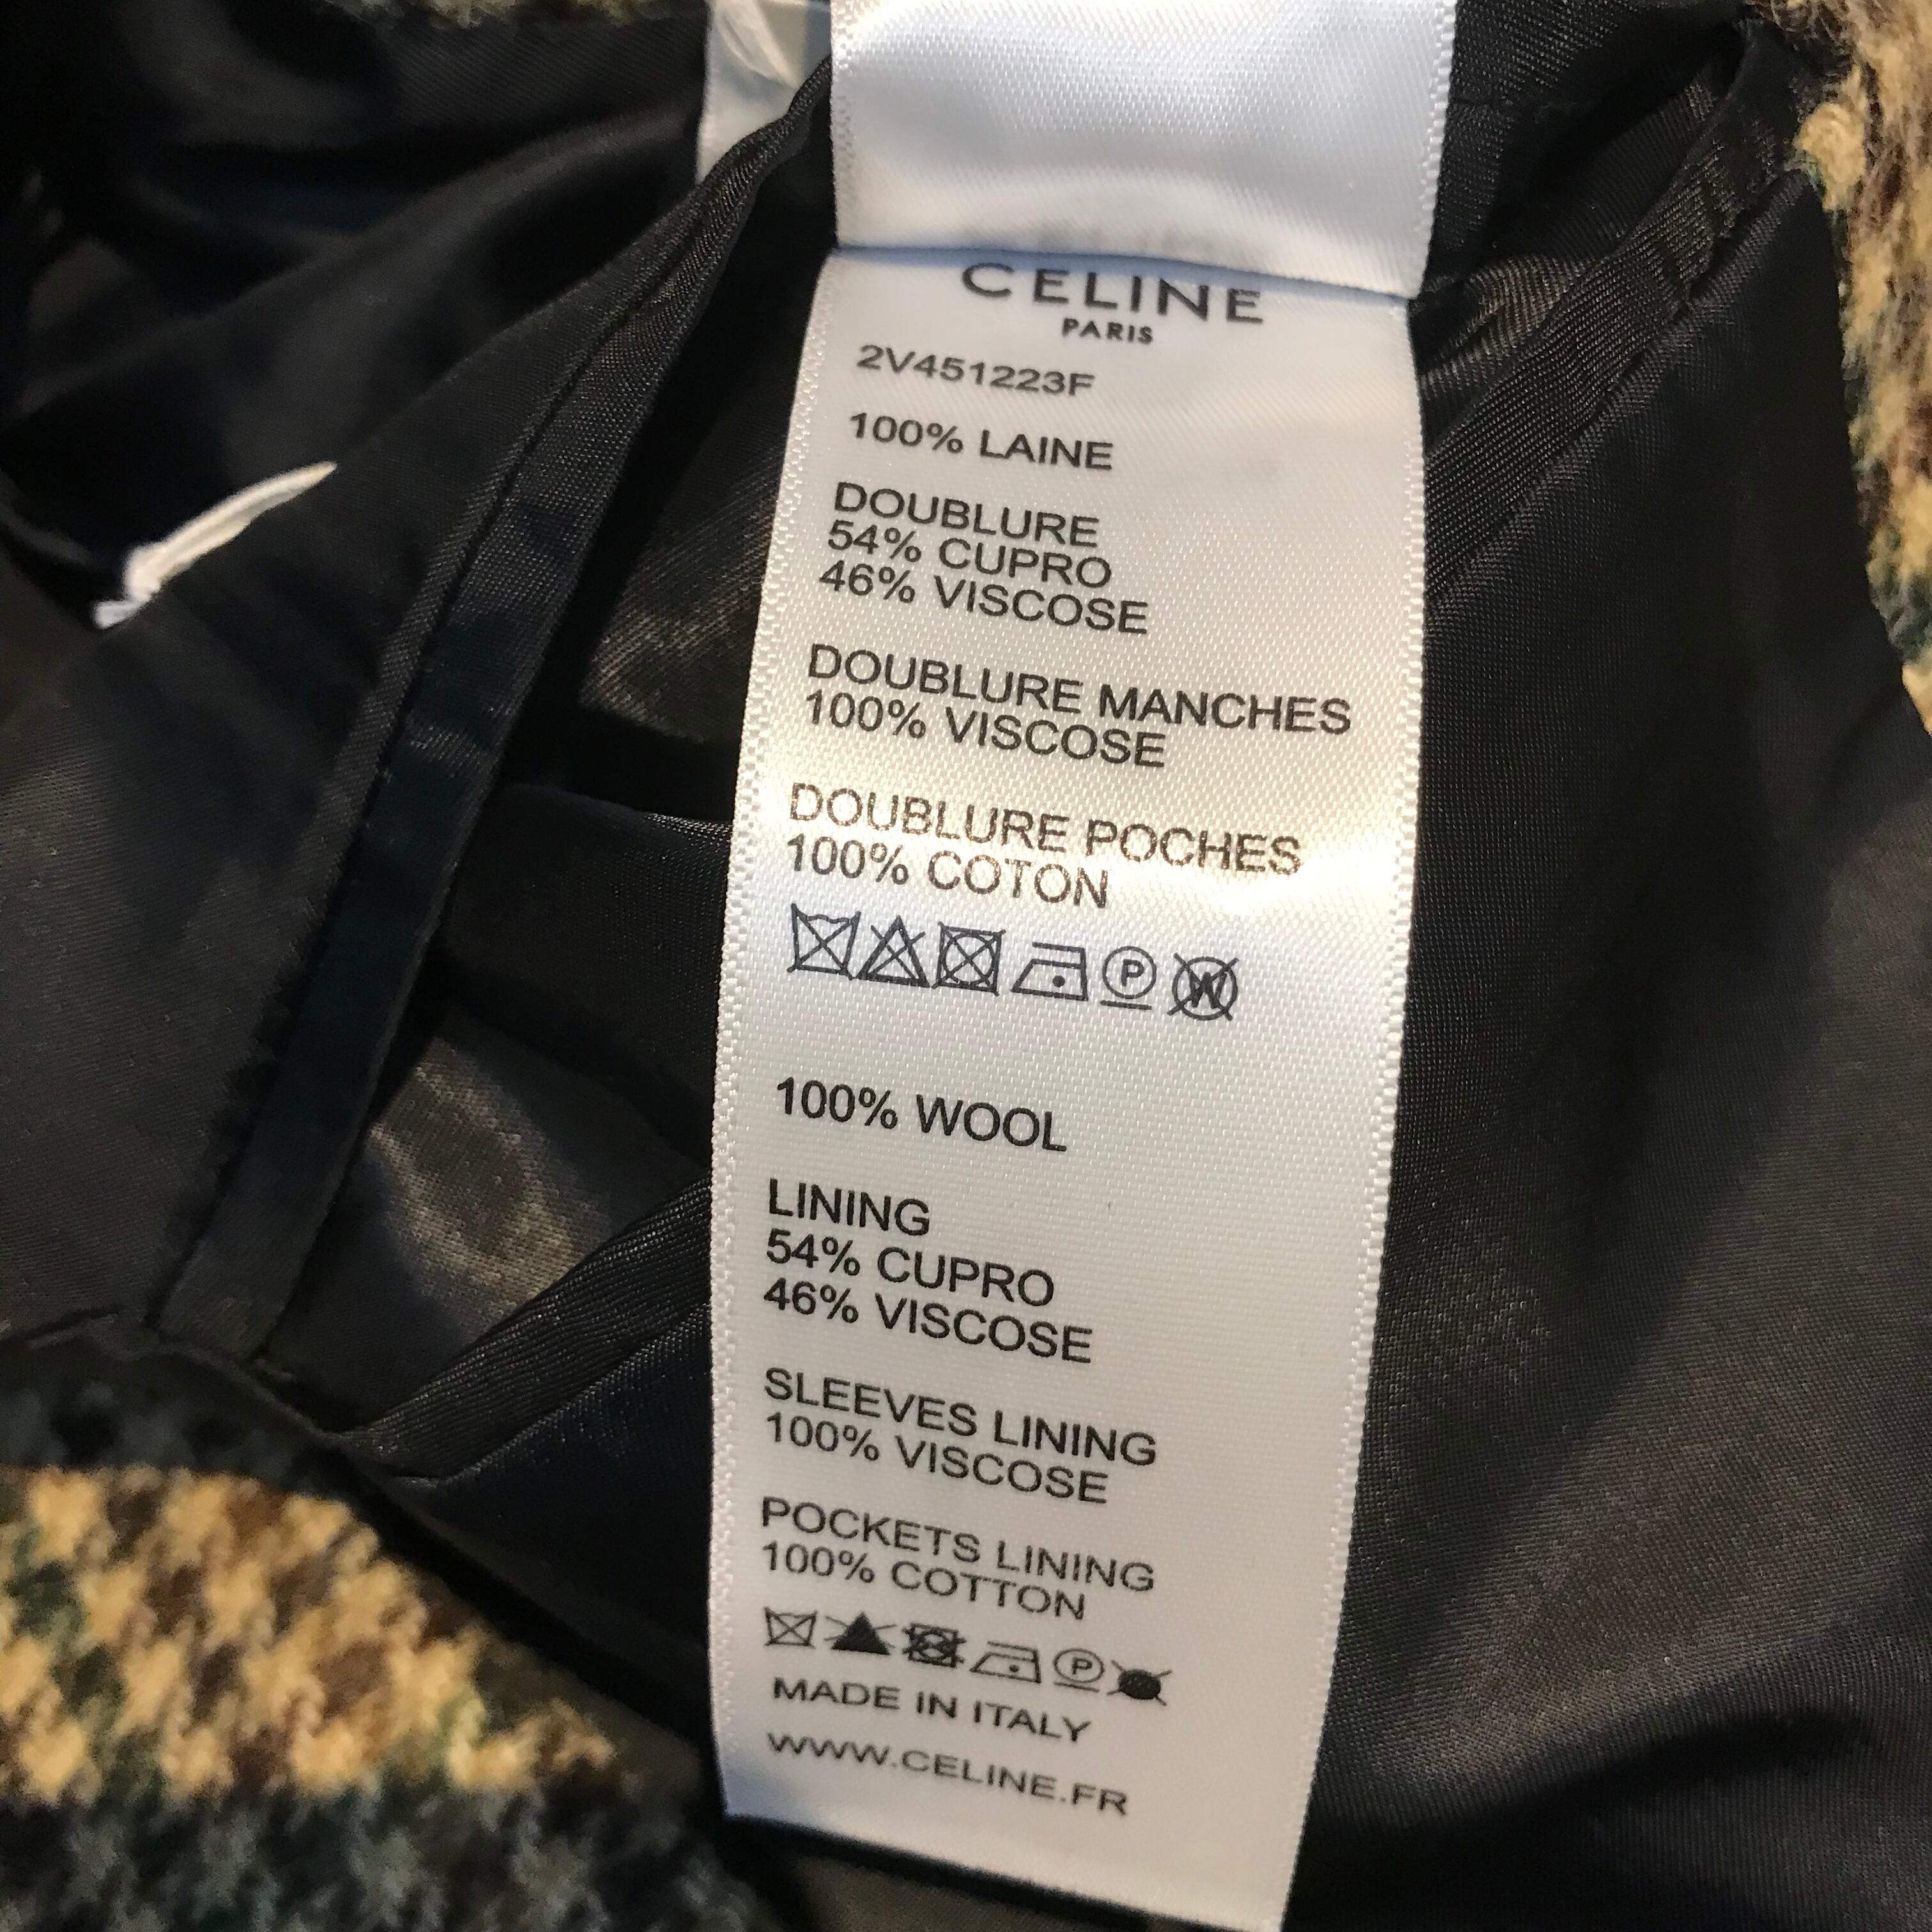 CELINE
PARIS
2V451223F
100% LAINE
DOUBLURE
54% CUPRO
46% VISCOSE
DOUBLURE MANCHES
100% VISCOSE
DOUBLURE POCHES
100% COTON
P W
100% WOOL
LINING
54% CUPRO
46% VISCOSE
SLEEVES LINING
100% VISCOSE
POCKETS LINING
100% COTTON
P
MADE IN ITALY
WWW.CELINE.FR